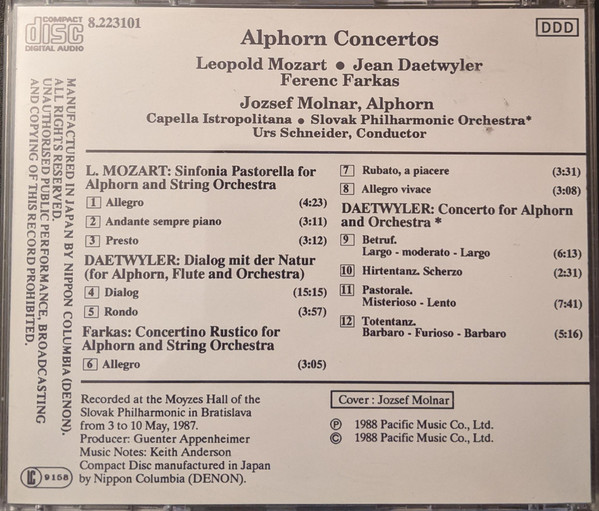 COMPACT
disc
DIGITAL AUDIO
8.223101
DDD
Alphorn Concertos
Leopold Mozart • Jean Daetwyler
Ferenc Farkas
Jozsef Molnar, Alphorn
Capella Istropolitana • Slovak Philharmonic Orchestra*
Urs Schneider, Conductor
MANUFACTURED IN JAPAN BY NIPPON COLUMBIA (DENON).
ALL RIGHTS RESERVED.
UNAUTHORISED PUBLIC PERFORMANCE, BROADCASTING
AND COPYING OF THIS RECORD PROHIBITED.
L. MOZART: Sinfonia Pastorella for
Alphorn and String Orchestra
1 Allegro (4:23)
2 Andante sempre piano (3:11)
3 Presto (3:12)
DAETWYLER: Dialog mit der Natur
(for Alphorn, Flute and Orchestra)
4 Dialog (15:15)
5 Rondo (3:57)
Farkas: Concertino Rustico for
Alphorn and String Orchestra
6 Allegro (3:05)
7 Rubato, a piacere (3:31)
8 Allegro vivace (3:08)
DAETWYLER: Concerto for Alphorn
and Orchestra *
9 Betruf.
Largo - moderato - Largo (6:13)
10 Hirtentanz. Scherzo (2:31)
11 Pastorale.
Misterioso - Lento (7:41)
12 Totentanz.
Barbaro - Furioso - Barbaro (5:16)
Recorded at the Moyzes Hall of the
Slovak Philharmonic in Bratislava
from 3 to 10 May, 1987.
Producer: Guenter Appenheimer
Music Notes: Keith Anderson
Compact Disc manufactured in Japan
by Nippon Columbia (DENON).
Cover : Jozsef Molnar
℗ 1988 Pacific Music Co., Ltd.
© 1988 Pacific Music Co., Ltd.
LC 9158